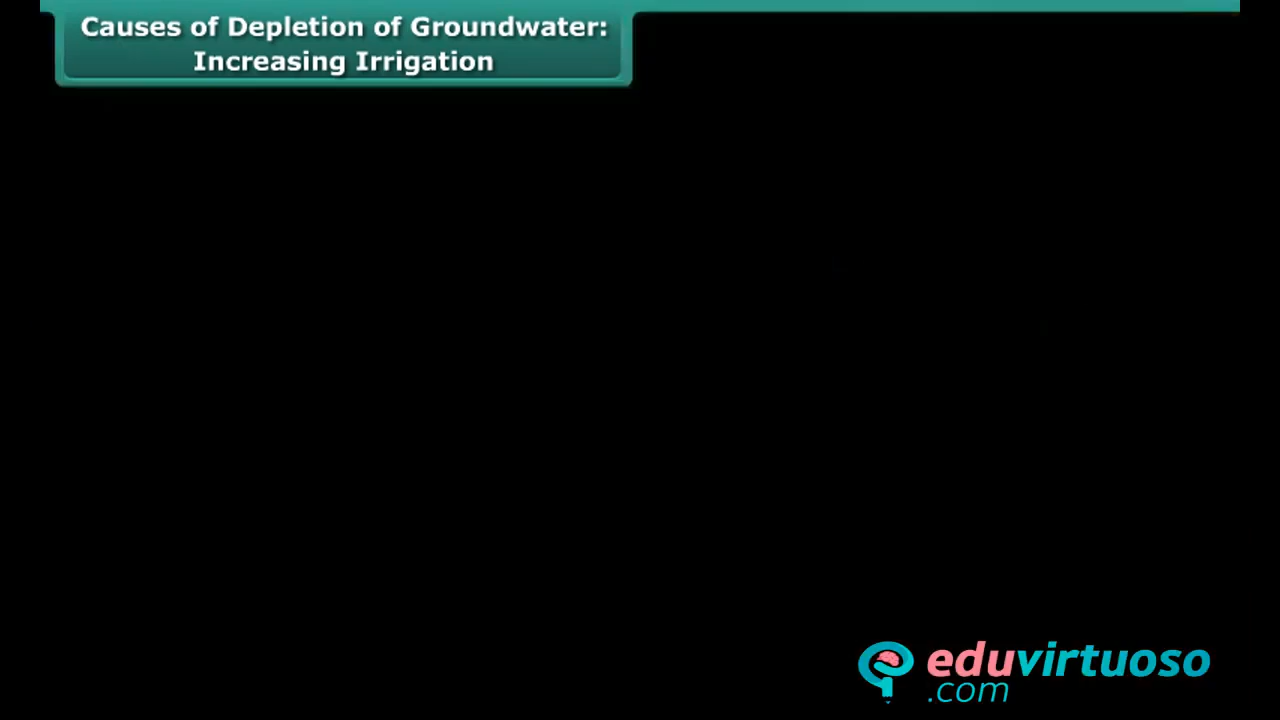 Causes of Depletion of Groundwater:
Increasing Irrigation
eduvirtuoso
.com